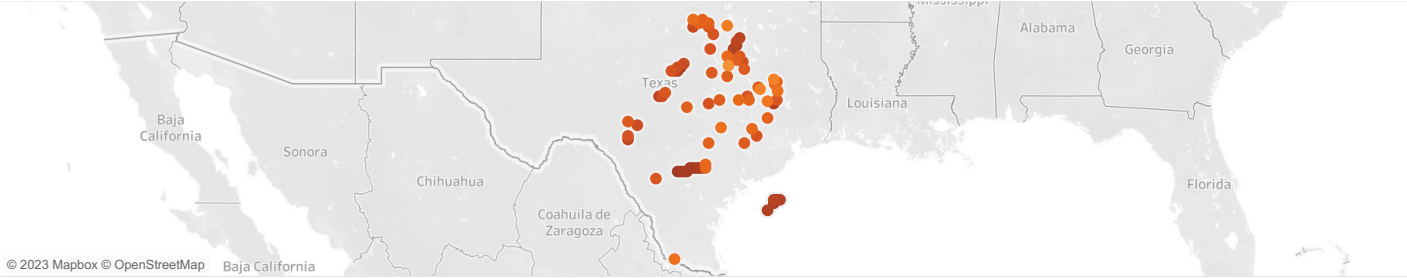 Mississippi
Alabama
Georgia
Texas
Louisiana
Baja
California
Sonora
Chihuahua
Florida
Coahuila de
Zaragoza
© 2023 Mapbox © OpenStreetMap
Baja California